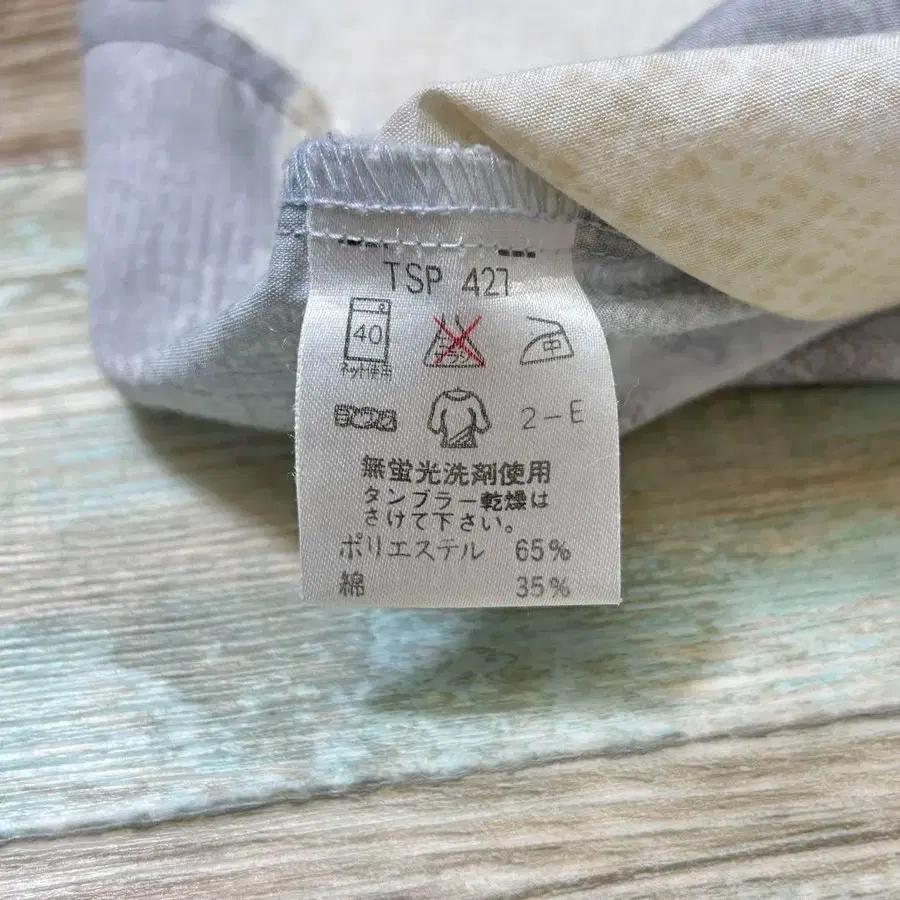 TSP 427
40
ネット使用
中
2-E
無蛍光洗剤使用
タンブラー乾燥は
さけて下さい。
ポリエステル 65%
綿 35%